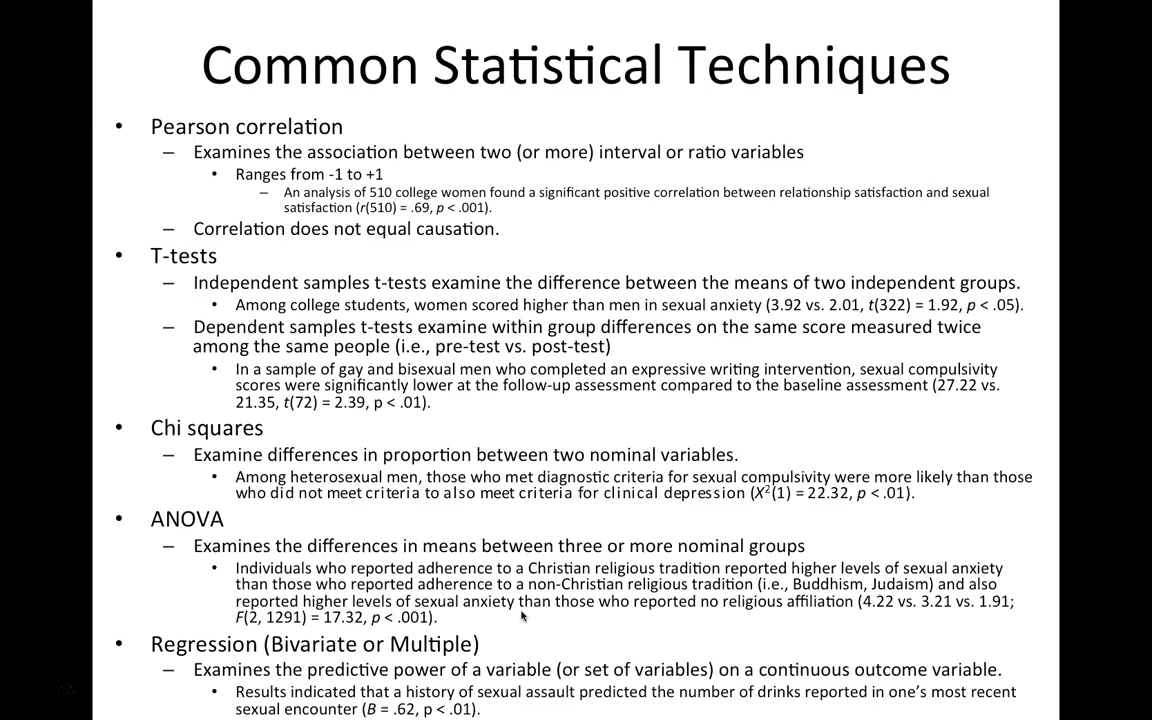 Common Statistical Techniques
• Pearson correlation
– Examines the association between two (or more) interval or ratio variables
• Ranges from -1 to +1
– An analysis of 510 college women found a significant positive correlation between relationship satisfaction and sexual
satisfaction (r(510) = .69, p < .001).
– Correlation does not equal causation.
• T-tests
– Independent samples t-tests examine the difference between the means of two independent groups.
• Among college students, women scored higher than men in sexual anxiety (3.92 vs. 2.01, t(322) = 1.92, p < .05).
– Dependent samples t-tests examine within group differences on the same score measured twice
among the same people (i.e., pre-test vs. post-test)
• In a sample of gay and bisexual men who completed an expressive writing intervention, sexual compulsivity
scores were significantly lower at the follow-up assessment compared to the baseline assessment (27.22 vs.
21.35, t(72) = 2.39, p < .01).
• Chi squares
– Examine differences in proportion between two nominal variables.
• Among heterosexual men, those who met diagnostic criteria for sexual compulsivity were more likely than those
who did not meet criteria to also meet criteria for clinical depression (X²(1) = 22.32, p < .01).
• ANOVA
– Examines the differences in means between three or more nominal groups
• Individuals who reported adherence to a Christian religious tradition reported higher levels of sexual anxiety
than those who reported adherence to a non-Christian religious tradition (i.e., Buddhism, Judaism) and also
reported higher levels of sexual anxiety than those who reported no religious affiliation (4.22 vs. 3.21 vs. 1.91;
F(2, 1291) = 17.32, p < .001).
• Regression (Bivariate or Multiple)
– Examines the predictive power of a variable (or set of variables) on a continuous outcome variable.
• Results indicated that a history of sexual assault predicted the number of drinks reported in one's most recent
sexual encounter (B = .62, p < .01).